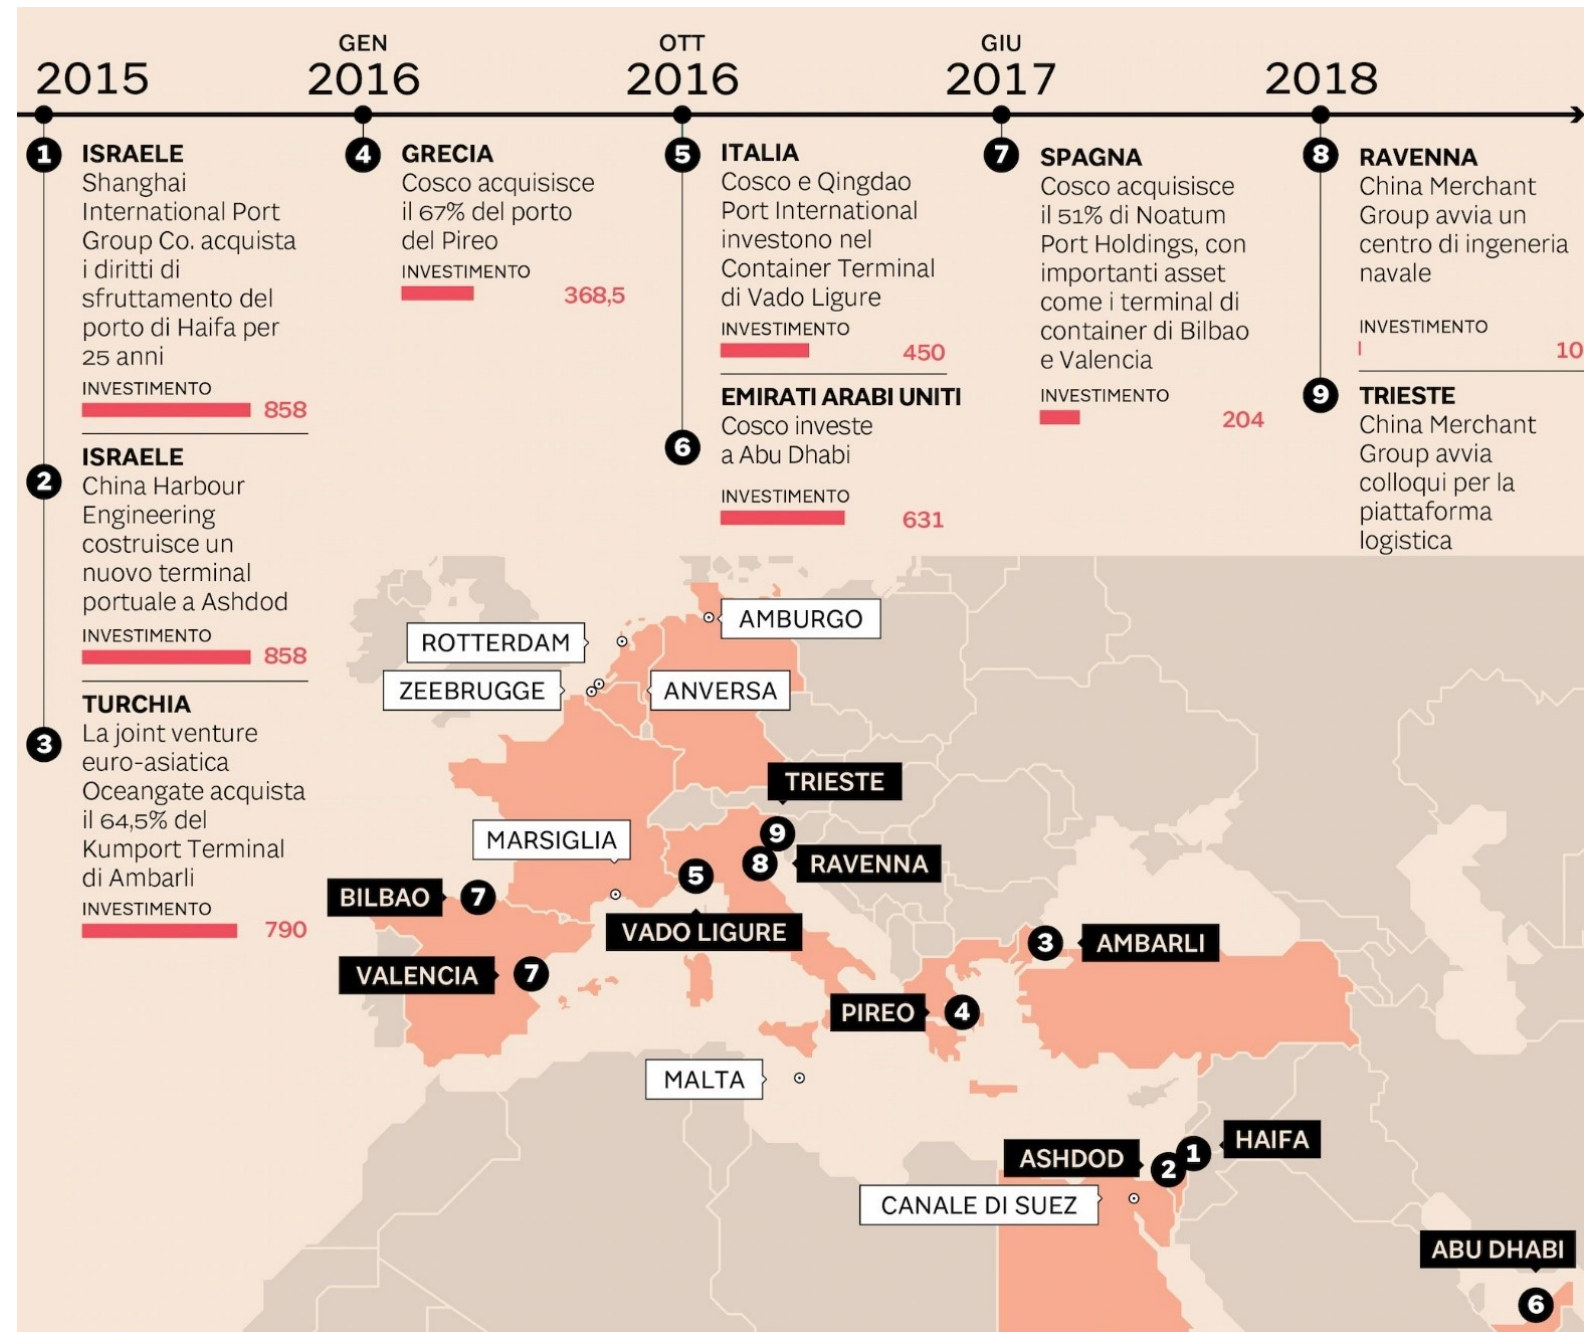 2015
GEN
2016
OTT
2016
GIU
2017
2018
1
ISRAELE
Shanghai
International Port
Group Co. acquista
i diritti di
sfruttamento del
porto di Haifa per
25 anni
INVESTIMENTO
858
2
ISRAELE
China Harbour
Engineering
costruisce un
nuovo terminal
portuale a Ashdod
INVESTIMENTO
858
3
TURCHIA
La joint venture
euro-asiatica
Oceangate acquista
il 64,5% del
Kumport Terminal
di Ambarli
INVESTIMENTO
790
4
GRECIA
Cosco acquisisce
il 67% del porto
del Pireo
INVESTIMENTO
368,5
5
ITALIA
Cosco e Qingdao
Port International
investono nel
Container Terminal
di Vado Ligure
INVESTIMENTO
450
6
EMIRATI ARABI UNITI
Cosco investe
a Abu Dhabi
INVESTIMENTO
631
7
SPAGNA
Cosco acquisisce
il 51% di Noatum
Port Holdings, con
importanti asset
come i terminal di
container di Bilbao
e Valencia
INVESTIMENTO
204
8
RAVENNA
China Merchant
Group avvia un
centro di ingeneria
navale
INVESTIMENTO
10
9
TRIESTE
China Merchant
Group avvia
colloqui per la
piattaforma
logistica
AMBURGO
ROTTERDAM
ZEEBRUGGE
ANVERSA
TRIESTE
9
MARSIGLIA
8
RAVENNA
5
BILBAO
7
VADO LIGURE
3
AMBARLI
VALENCIA
7
PIREO
4
MALTA
HAIFA
1
ASHDOD
2
CANALE DI SUEZ
ABU DHABI
6